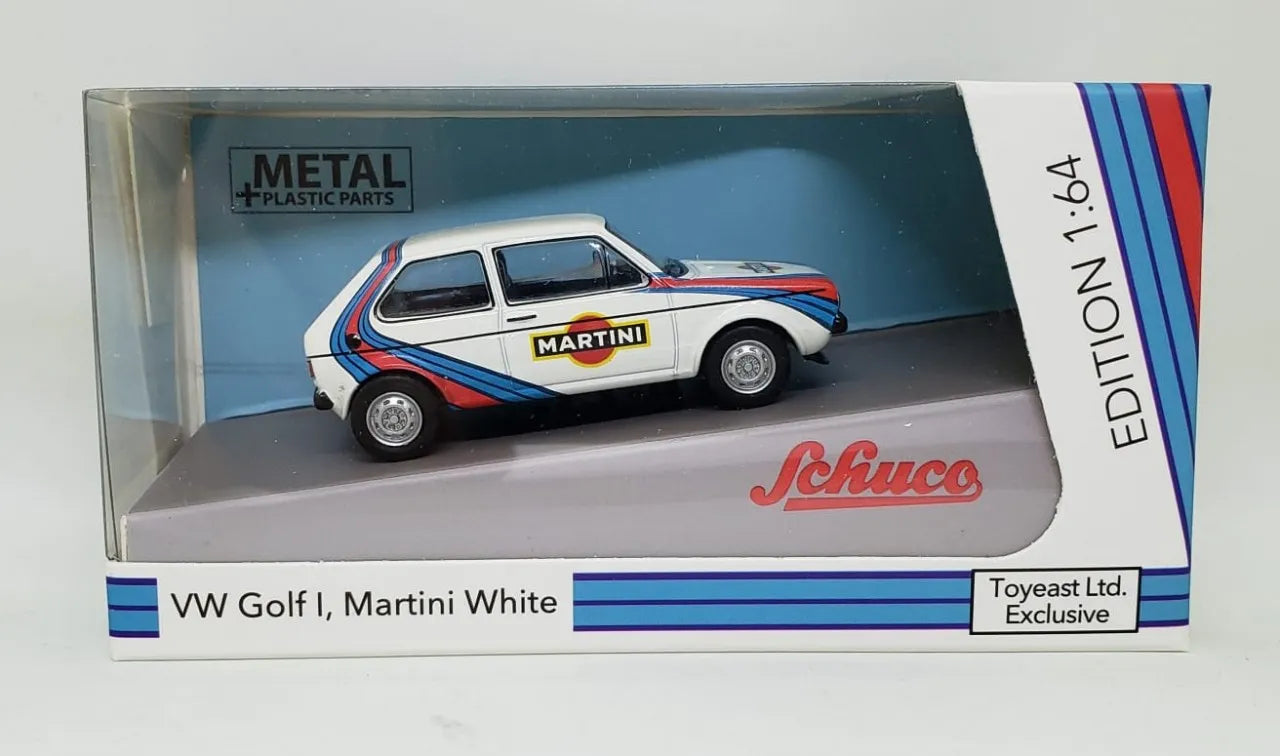 METAL
+PLASTIC PARTS
MARTINI
Schuco
EDITION 1:64
VW Golf I, Martini White
Toyeast Ltd.
Exclusive